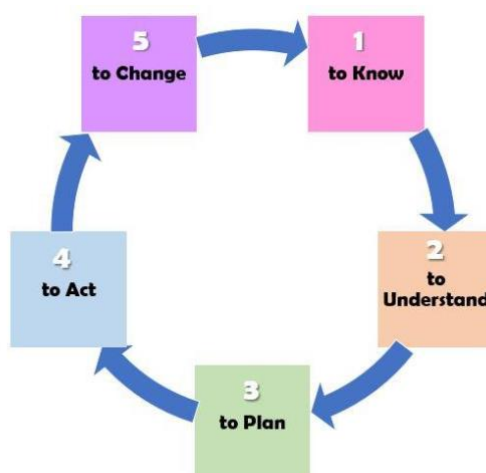 1
to Know
2
to
Understand
3
to Plan
4
to Act
5
to Change